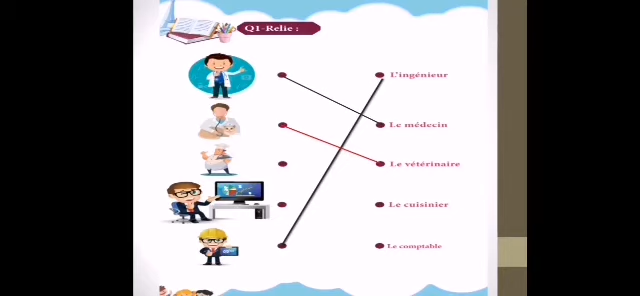 Q1-Relie :
L'ingénieur
Le médecin
Le vétérinaire
Le cuisinier
Le comptable